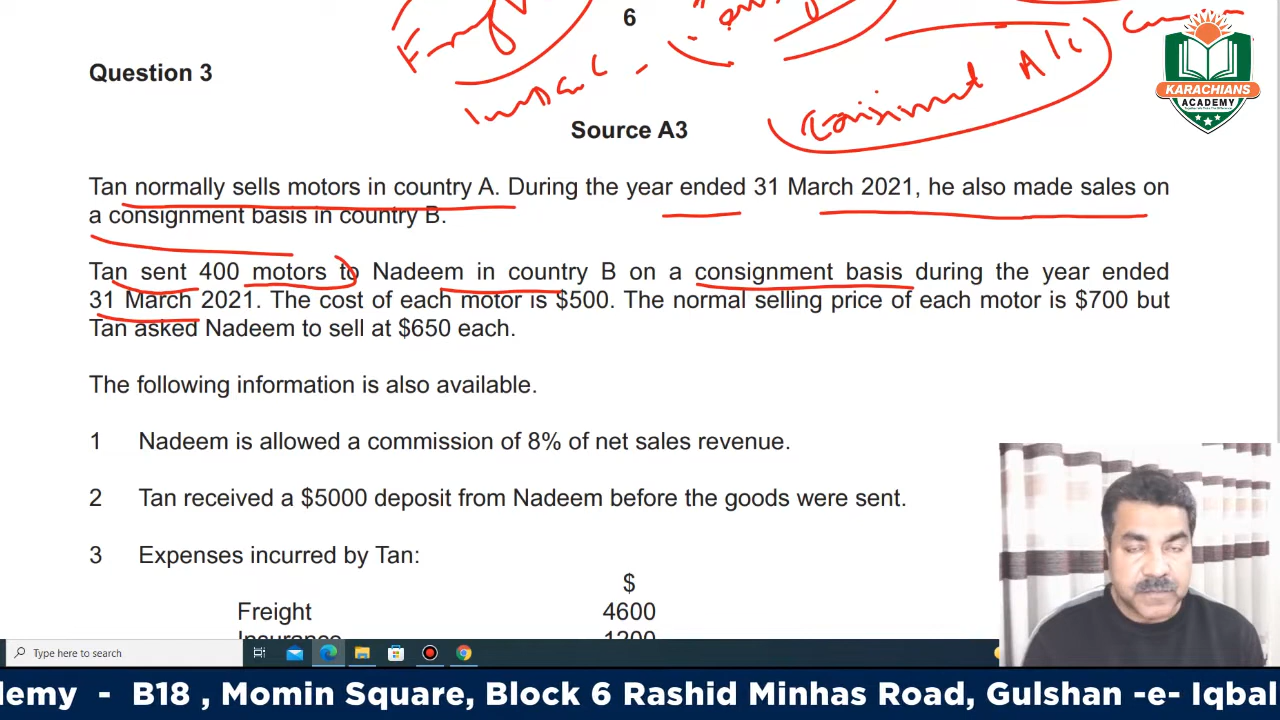 6
Question 3
KARACHIANS
ACADEMY
Source A3
Consignment A/c
Tan normally sells motors in country A. During the year ended 31 March 2021, he also made sales on
a consignment basis in country B.
Tan sent 400 motors to Nadeem in country B on a consignment basis during the year ended
31 March 2021. The cost of each motor is $500. The normal selling price of each motor is $700 but
Tan asked Nadeem to sell at $650 each.
The following information is also available.
1 Nadeem is allowed a commission of 8% of net sales revenue.
2 Tan received a $5000 deposit from Nadeem before the goods were sent.
3 Expenses incurred by Tan:
$
Freight 4600
Insurance 1200
Type here to search
demy - B18 , Momin Square, Block 6 Rashid Minhas Road, Gulshan -e- Iqbal